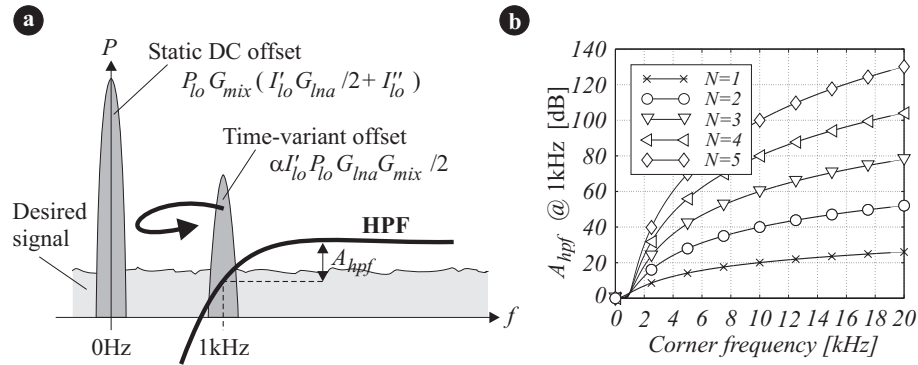 a
P
Static DC offset
P_lo G_mix ( I'_lo G_lna /2 + I''_lo )
Time-variant offset
αI'_lo P_lo G_lna G_mix /2
Desired
signal
HPF
A_hpf
f
0Hz
1kHz
b
A_hpf @ 1kHz [dB]
140
120
100
80
60
40
20
0
N=1
N=2
N=3
N=4
N=5
0 2 4 6 8 10 12 14 16 18 20
Corner frequency [kHz]